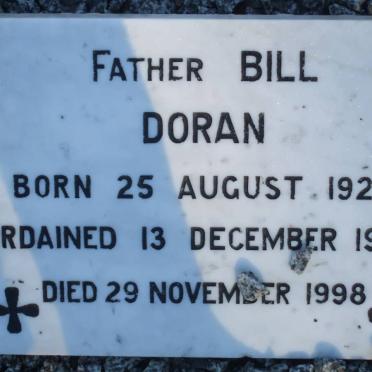 FATHER BILL
DORAN
BORN 25 AUGUST 192
RDAINED 13 DECEMBER 19
DIED 29 NOVEMBER 1998